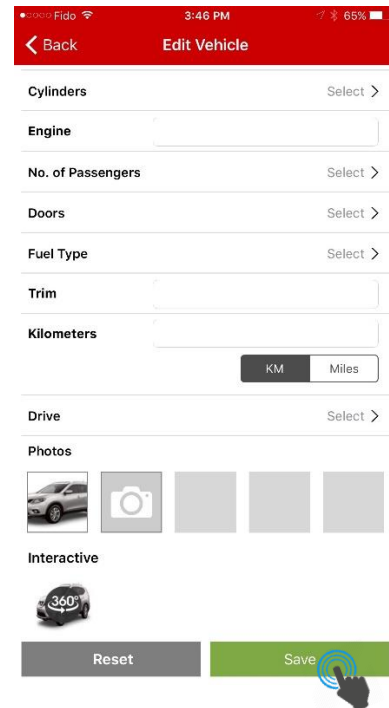 Fido 3:46 PM 65%
Back Edit Vehicle
Cylinders Select
Engine
No. of Passengers Select
Doors Select
Fuel Type Select
Trim
Kilometers
KM Miles
Drive Select
Photos
Interactive
360°
Reset Save